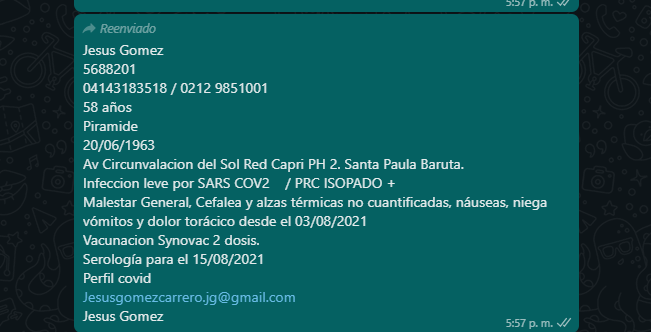 5:57 p. m.
Reenviado
Jesus Gomez
5688201
04143183518 / 0212 9851001
58 años
Piramide
20/06/1963
Av Circunvalacion del Sol Red Capri PH 2. Santa Paula Baruta.
Infeccion leve por SARS COV2 / PRC ISOPADO +
Malestar General, Cefalea y alzas térmicas no cuantificadas, náuseas, niega
vómitos y dolor torácico desde el 03/08/2021
Vacunacion Synovac 2 dosis.
Serología para el 15/08/2021
Perfil covid
Jesusgomezcarrero.jg@gmail.com
Jesus Gomez
5:57 p. m.